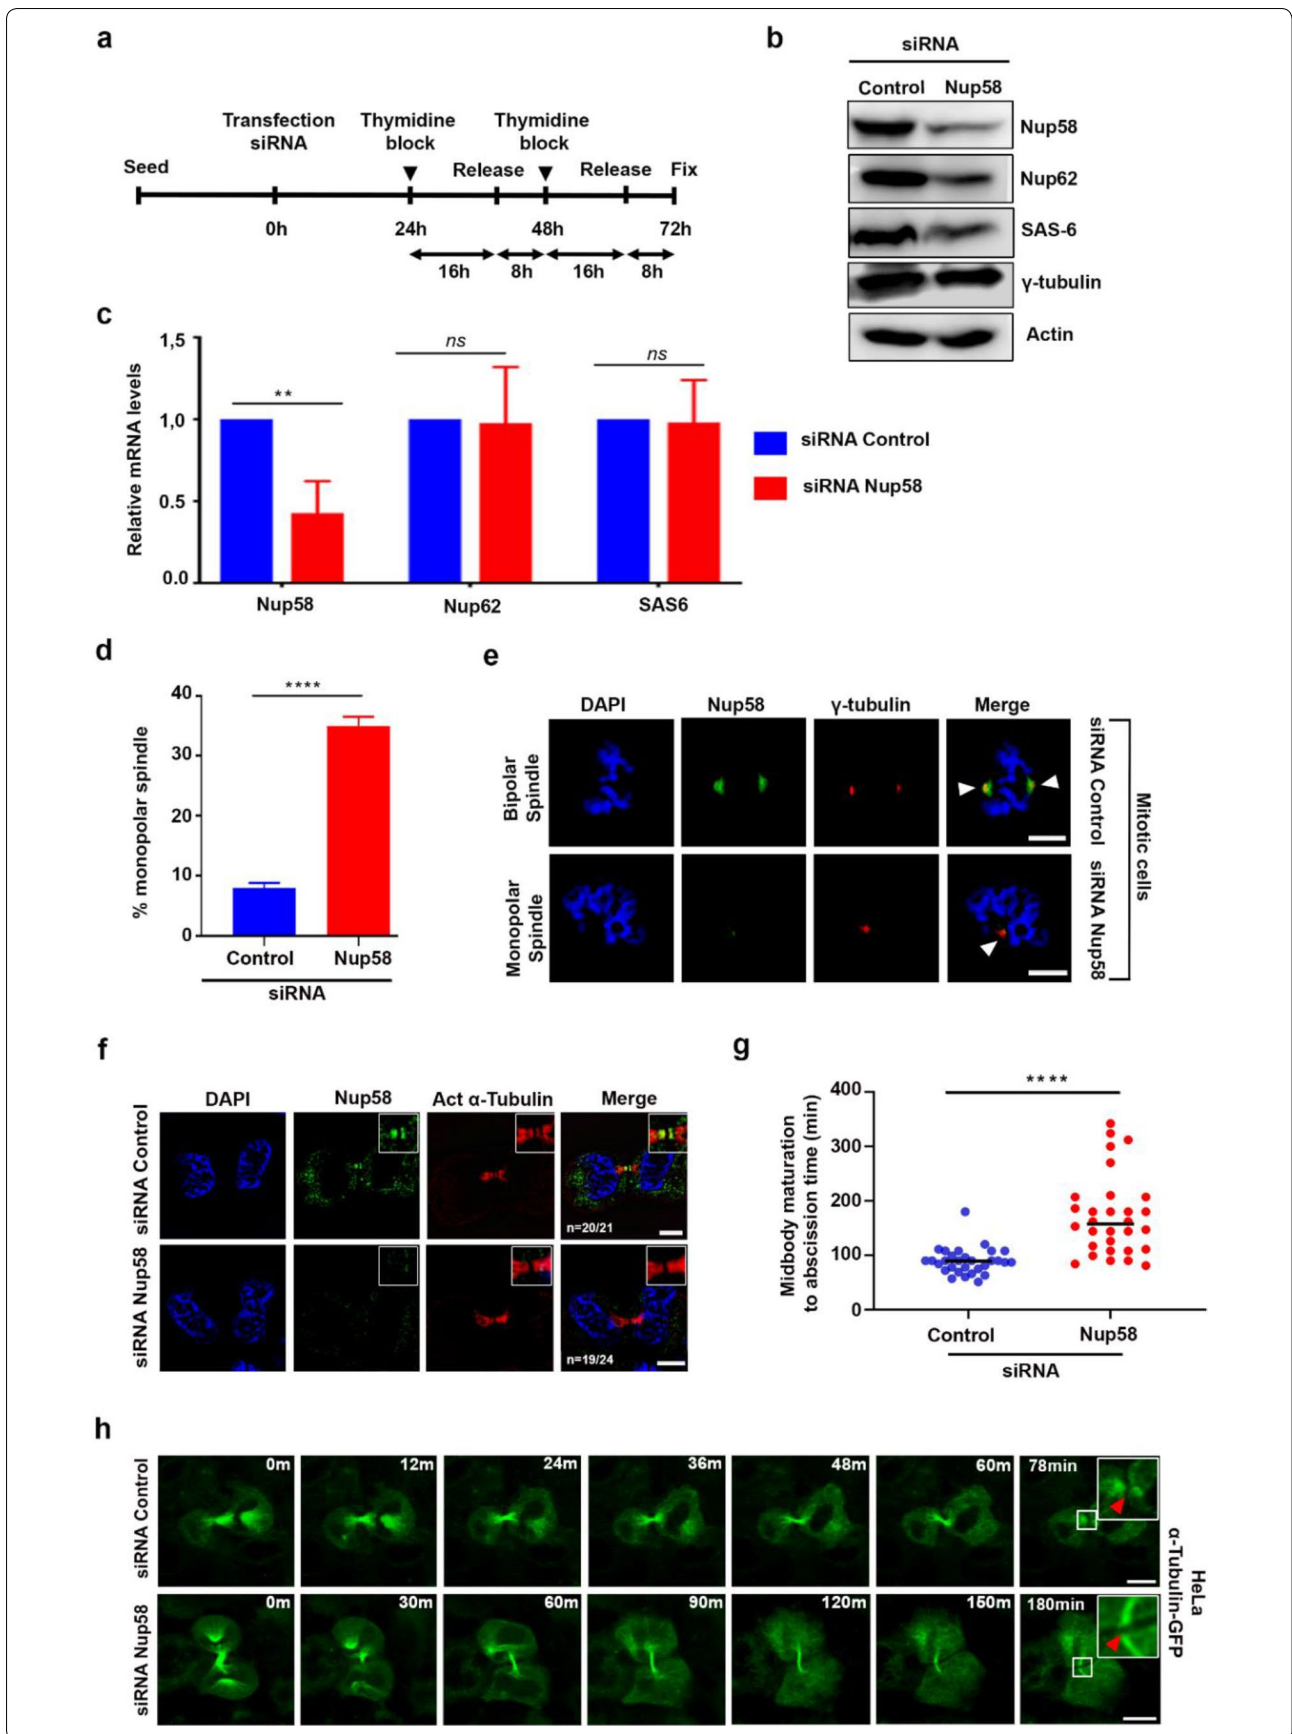 a
Transfection
siRNA
Thymidine
block
Thymidine
block
Seed
Release
Release
Fix
0h
24h
48h
72h
16h
8h
16h
8h
b
siRNA
Control
Nup58
Nup58
Nup62
SAS-6
γ-tubulin
Actin
c
Relative mRNA levels
1,5
1,0
0.5
0.0
**
ns
ns
Nup58
Nup62
SAS6
siRNA Control
siRNA Nup58
d
% monopolar spindle
40
30
20
10
0
****
Control
Nup58
siRNA
e
DAPI
Nup58
γ-tubulin
Merge
Bipolar
Spindle
Monopolar
Spindle
siRNA Control
siRNA Nup58
Mitotic cells
f
DAPI
Nup58
Act α-Tubulin
Merge
siRNA Control
n=20/21
siRNA Nup58
n=19/24
g
Midbody maturation
to abscission time (min)
400
300
200
100
0
****
Control
Nup58
siRNA
h
siRNA Control
0m
12m
24m
36m
48m
60m
78min
siRNA Nup58
0m
30m
60m
90m
120m
150m
180min
HeLa
α-Tubulin-GFP